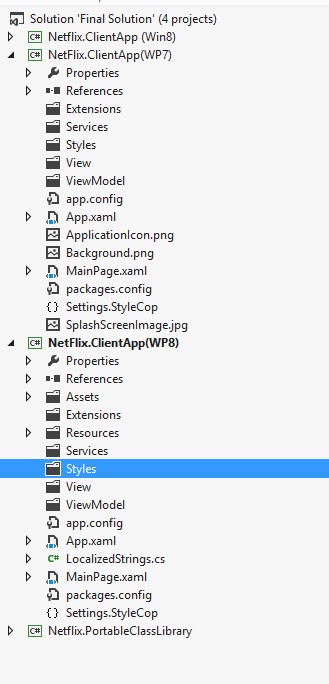 Solution 'Final Solution' (4 projects)
C# Netflix.ClientApp (Win8)
C# NetFlix.ClientApp(WP7)
Properties
References
Extensions
Services
Styles
View
ViewModel
app.config
App.xaml
ApplicationIcon.png
Background.png
MainPage.xaml
packages.config
{} Settings.StyleCop
SplashScreenImage.jpg
C# NetFlix.ClientApp(WP8)
Properties
References
Assets
Extensions
Resources
Services
Styles
View
ViewModel
app.config
App.xaml
C# LocalizedStrings.cs
MainPage.xaml
packages.config
{} Settings.StyleCop
C# Netflix.PortableClassLibrary